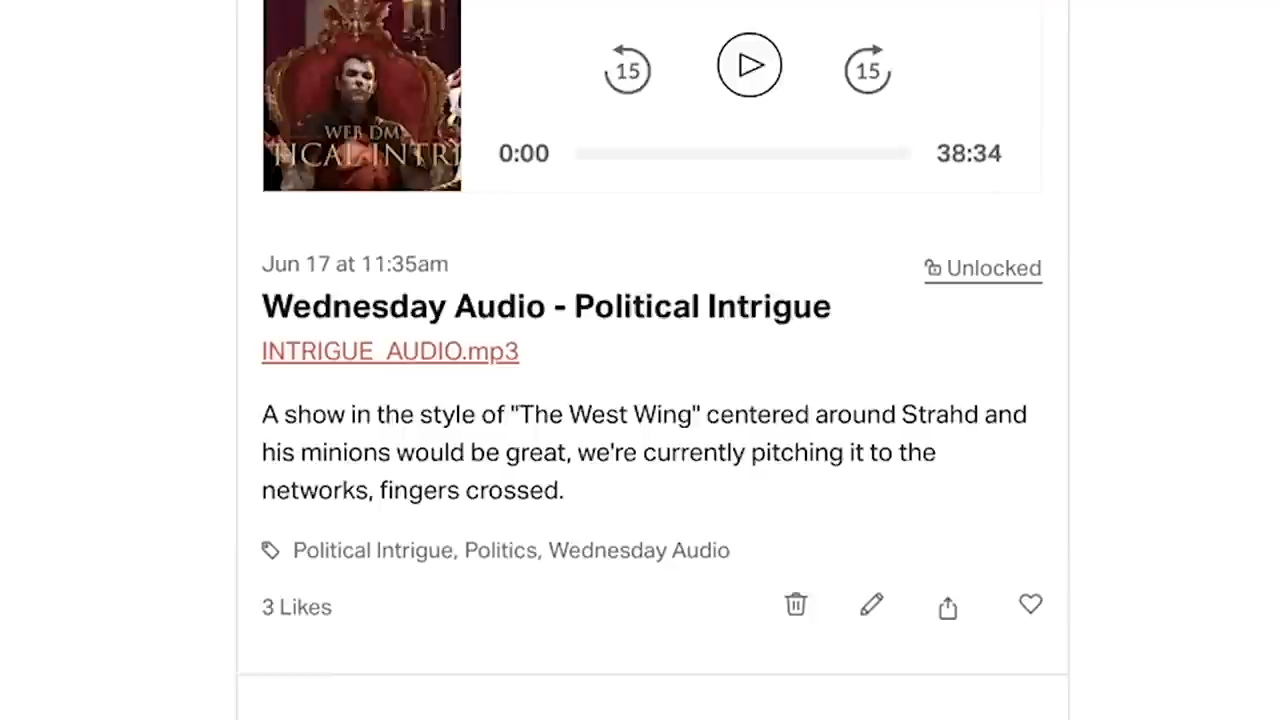 15
15
WEB DM
TICAL INTRI
0:00
38:34
Jun 17 at 11:35am
Unlocked
Wednesday Audio - Political Intrigue
INTRIGUE_AUDIO.mp3
A show in the style of "The West Wing" centered around Strahd and
his minions would be great, we're currently pitching it to the
networks, fingers crossed.
Political Intrigue, Politics, Wednesday Audio
3 Likes